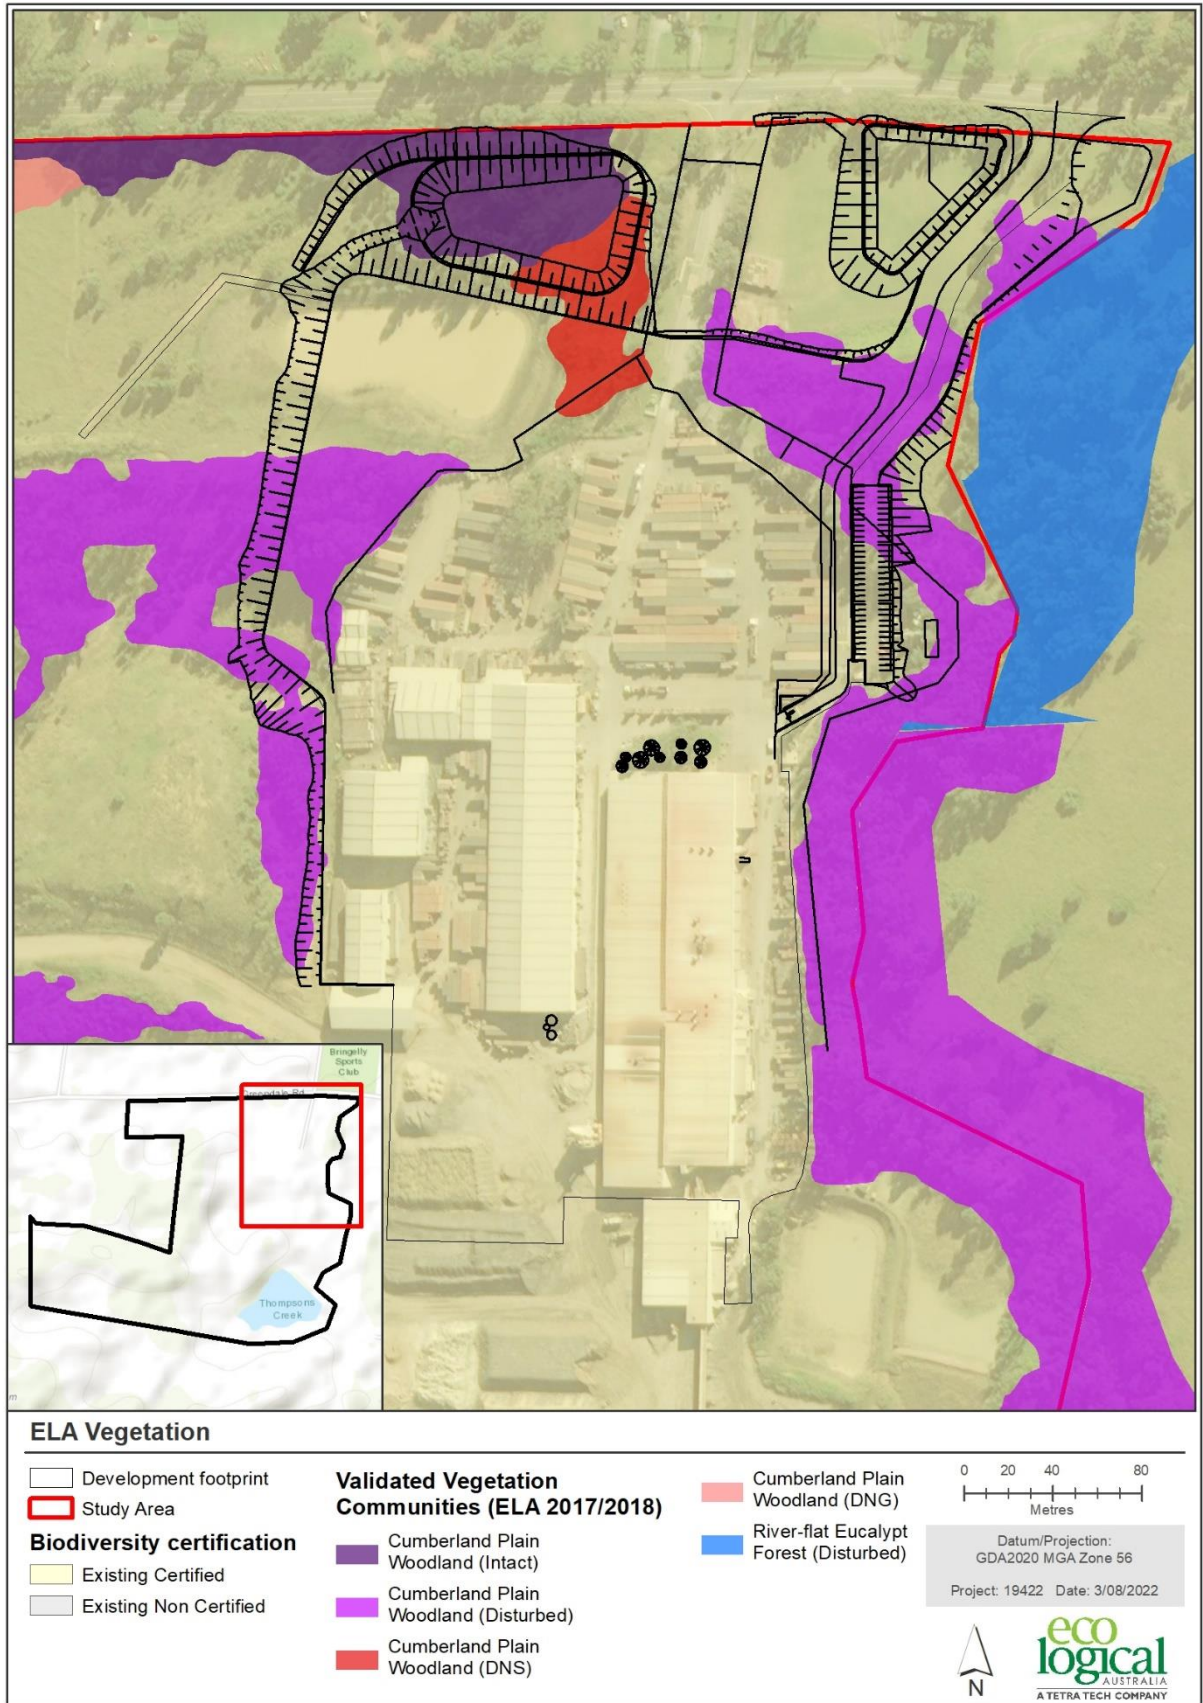 Bringelly
Sports
Club
Greendale Rd
Thompsons
Creek
m
ELA Vegetation
Development footprint
Study Area
Biodiversity certification
Existing Certified
Existing Non Certified
Validated Vegetation
Communities (ELA 2017/2018)
Cumberland Plain
Woodland (Intact)
Cumberland Plain
Woodland (Disturbed)
Cumberland Plain
Woodland (DNS)
Cumberland Plain
Woodland (DNG)
River-flat Eucalypt
Forest (Disturbed)
0 20 40 80
Metres
Datum/Projection:
GDA2020 MGA Zone 56
Project: 19422 Date: 3/08/2022
N
eco
logical
AUSTRALIA
A TETRA TECH COMPANY